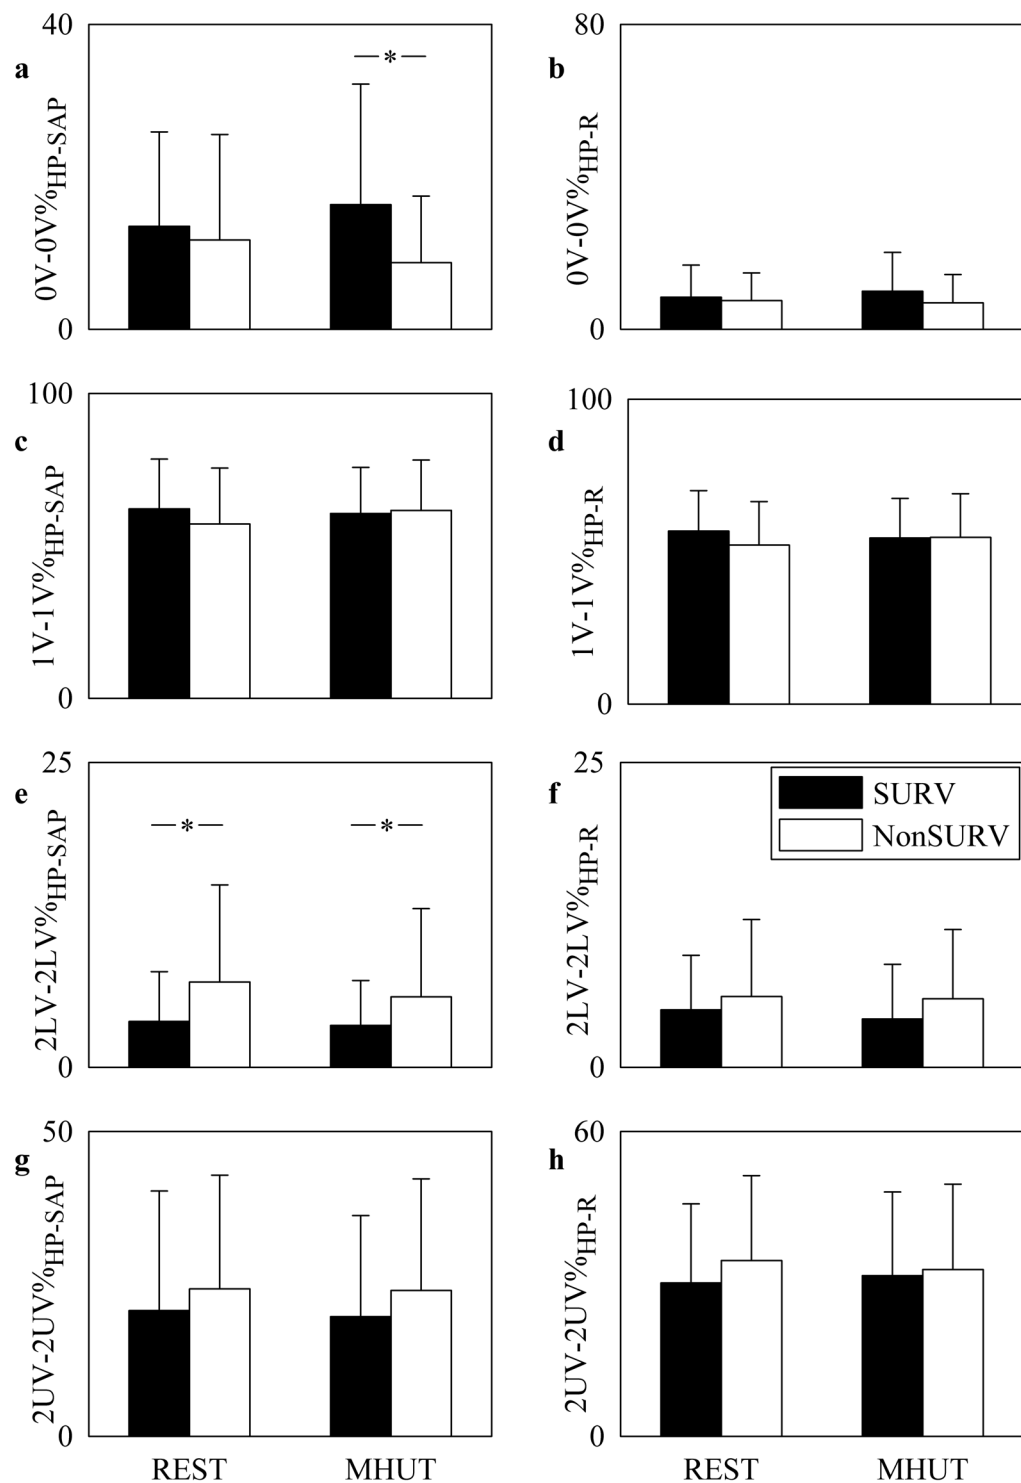 40
a
0V-0V%HP-SAP
*
0
80
b
0V-0V%HP-R
0
100
c
1V-1V%HP-SAP
0
100
d
1V-1V%HP-R
0
25
e
2LV-2LV%HP-SAP
*
*
0
25
f
2LV-2LV%HP-R
SURV
NonSURV
0
50
g
2UV-2UV%HP-SAP
0
REST
MHUT
60
h
2UV-2UV%HP-R
0
REST
MHUT